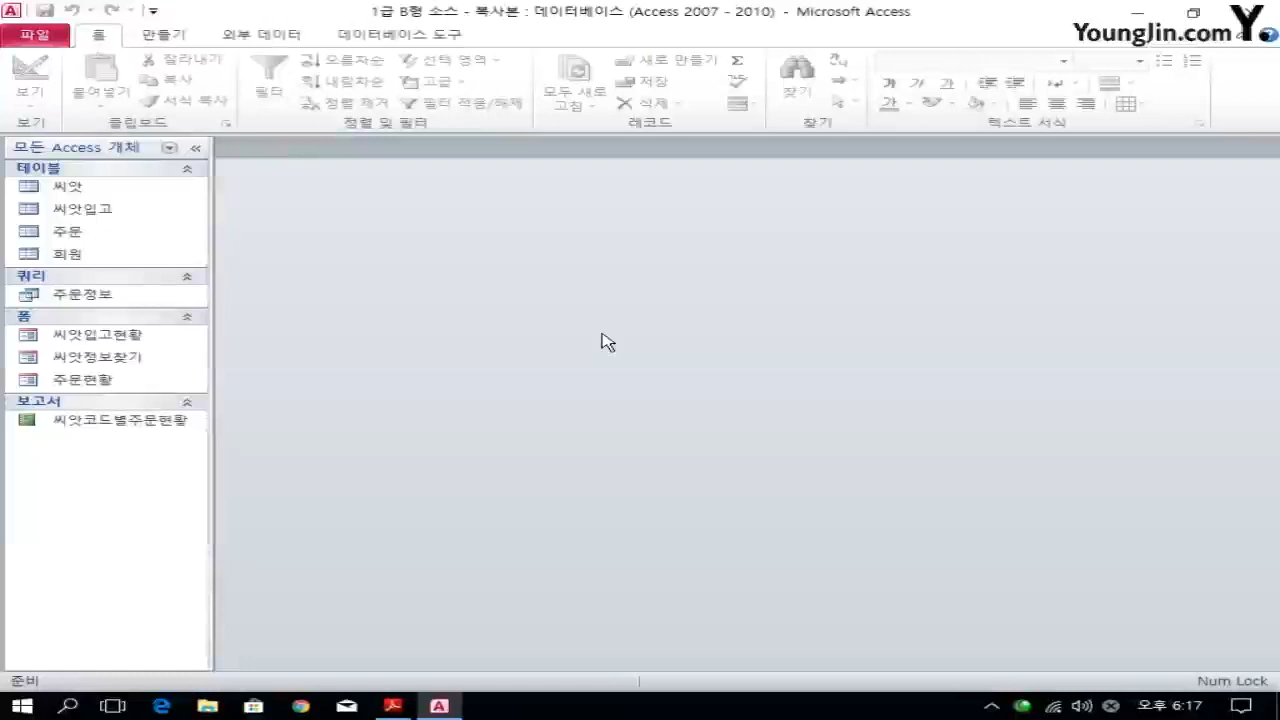 1급 B형 소스 - 복사본 : 데이터베이스 (Access 2007 - 2010) - Microsoft Access
YoungJin.com Y
파일 홈 만들기 외부 데이터 데이터베이스 도구
잘라내기 오름차순 선택 영역 새로 만들기
복사 내림차순 고급 저장
보기 붙여넣기 서식 복사 필터 정렬 제거 필터 적용/해제 모두 새로 고침 삭제 찾기
가 가 가
가
보기 클립보드 정렬 및 필터 레코드 찾기 텍스트 서식
모든 Access 개체
테이블
씨앗
씨앗입고
주문
회원
쿼리
주문정보
폼
씨앗입고현황
씨앗정보찾기
주문현황
보고서
씨앗코드별주문현황
준비
Num Lock
오후 6:17